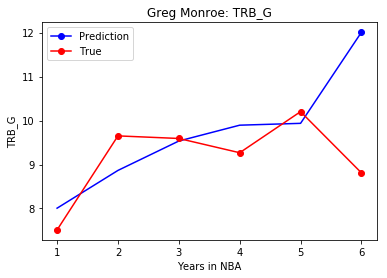 Greg Monroe: TRB_G
Prediction
True
12
11
10
9
8
TRB_G
1 2 3 4 5 6
Years in NBA